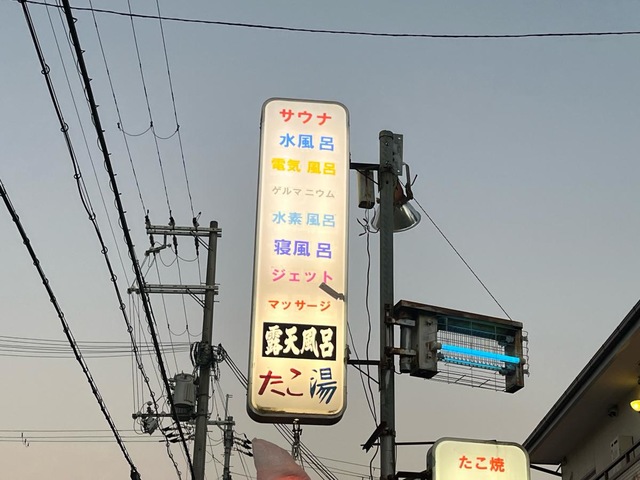 サウナ
水風呂
電気風呂
ゲルマニウム
水素風呂
寝風呂
ジェット
マッサージ
露天風呂
たこ湯
たこ焼